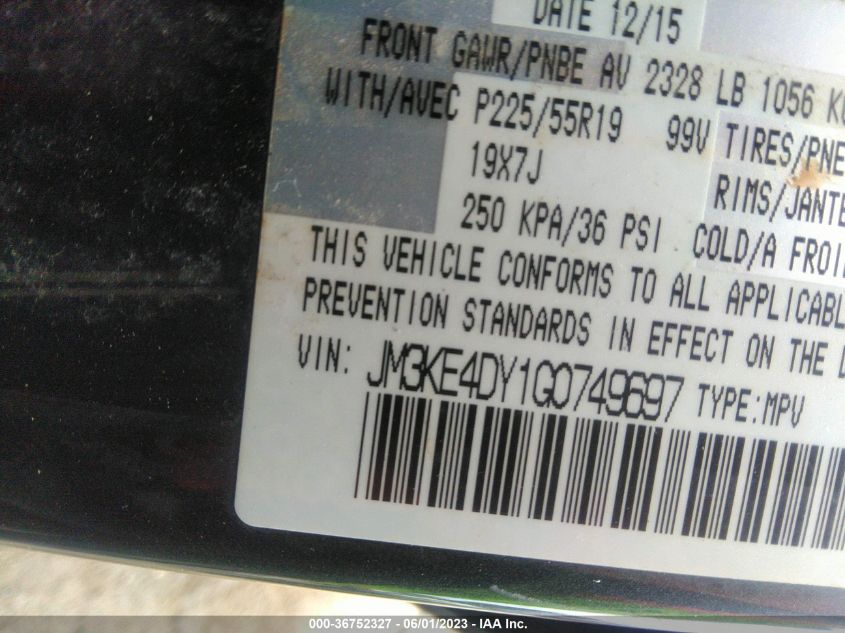 DATE 12/15
FRONT GAWR/PNBE AV 2328 LB 1056
WITH/AVEC P225/55R19 99V TIRES/PNE
19X7J RIMS/JANTE
250 KPA/36 PSI COLD/A FROI
THIS VEHICLE CONFORMS TO ALL APPLICABL
PREVENTION STANDARDS IN EFFECT ON THE
VIN: JM3KE4DY1G0749697 TYPE:MPV
000-36752327 - 06/01/2023 - IAA Inc.